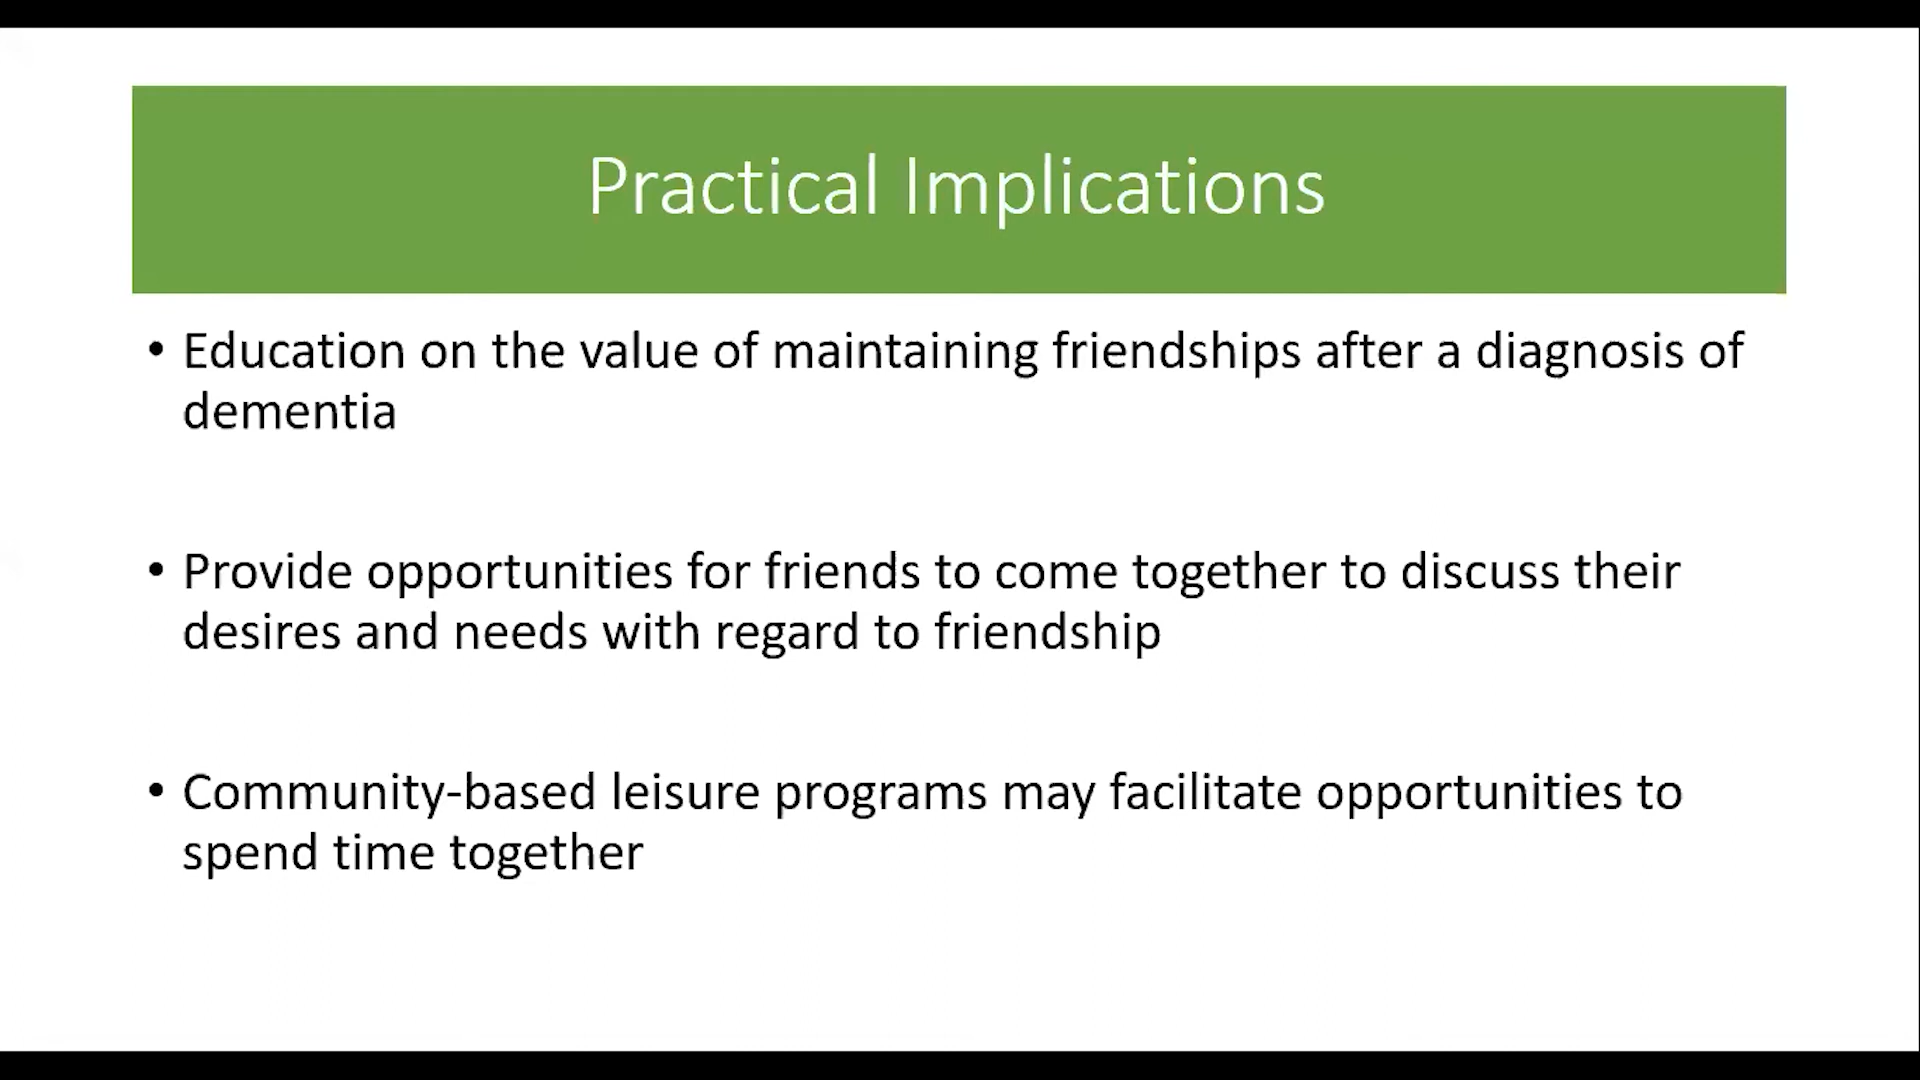 Practical Implications
• Education on the value of maintaining friendships after a diagnosis of
dementia
• Provide opportunities for friends to come together to discuss their
desires and needs with regard to friendship
• Community-based leisure programs may facilitate opportunities to
spend time together